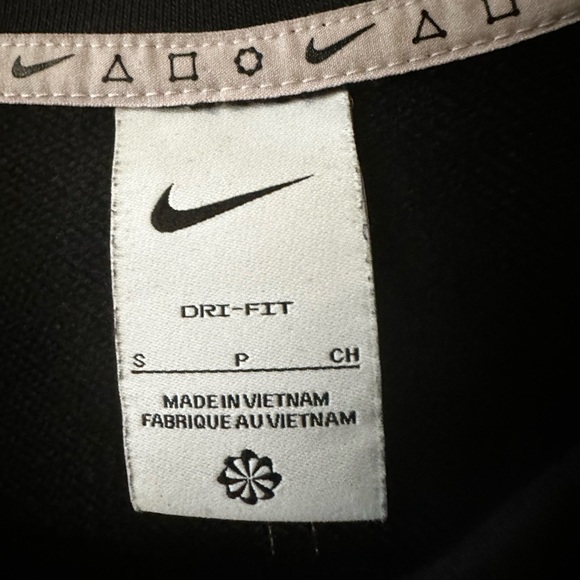 DRI-FIT
S P CH
MADE IN VIETNAM
FABRIQUE AU VIETNAM